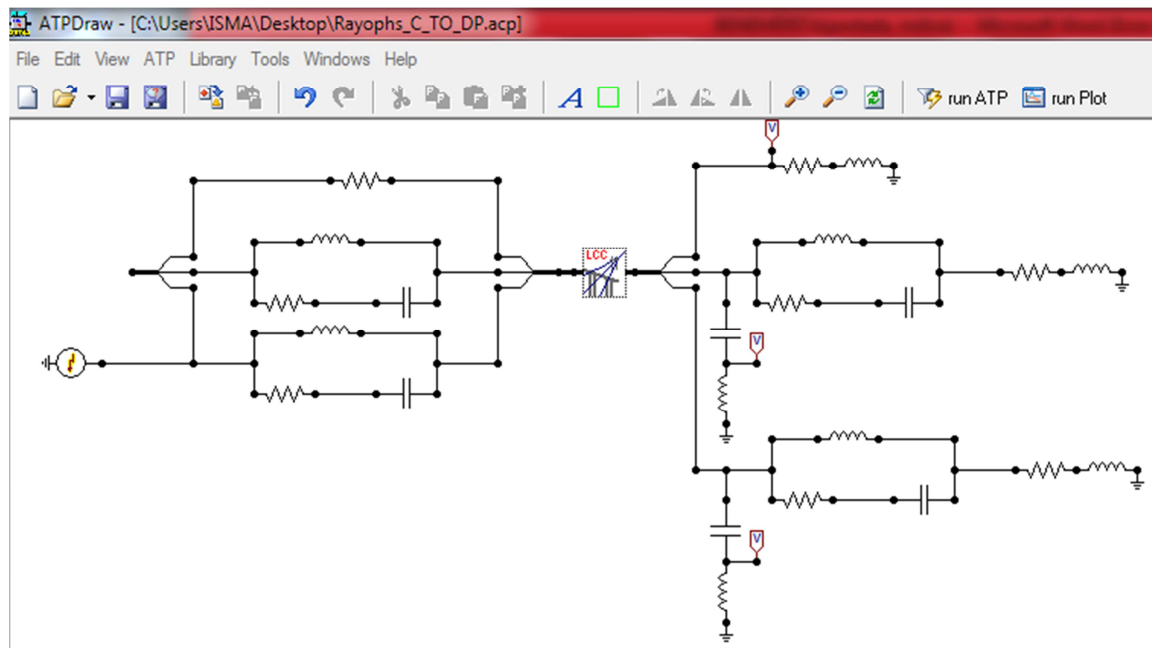 ATPDraw - [C:\Users\ISMA\Desktop\Rayophs_C_TO_DP.acp]
File Edit View ATP Library Tools Windows Help
A run ATP run Plot
V
LCC
V
V